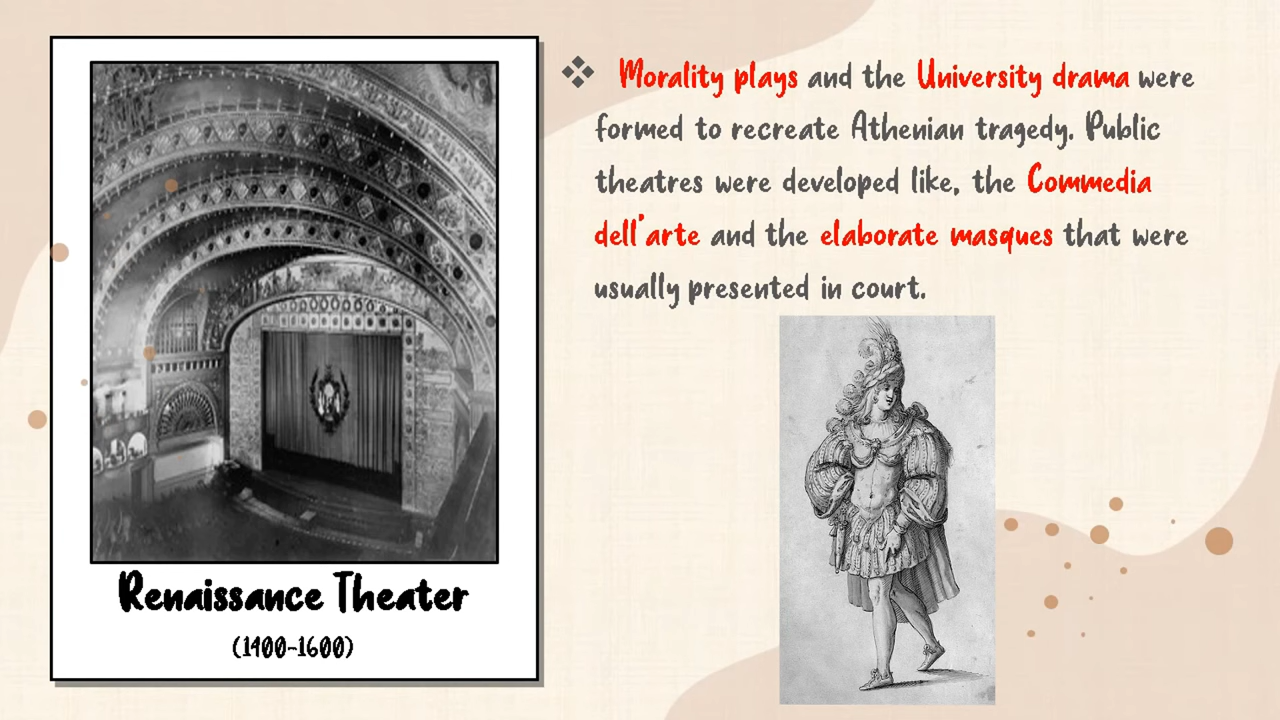 Morality plays and the University drama were
formed to recreate Athenian tragedy. Public
theatres were developed like, the Commedia
dell'arte and the elaborate masques that were
usually presented in court.
Renaissance Theater
(1400-1600)